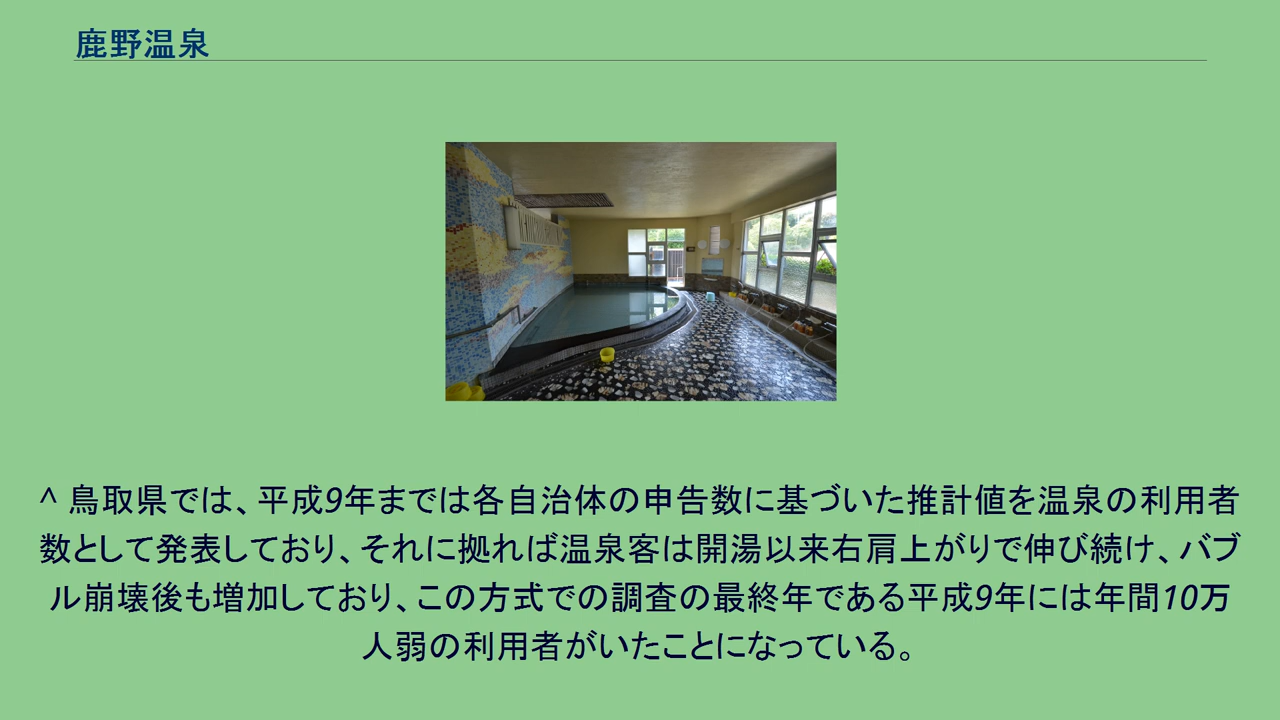 鹿野温泉
^ 鳥取県では、平成9年までは各自治体の申告数に基づいた推計値を温泉の利用者
数として発表しており、それに拠れば温泉客は開湯以来右肩上がりで伸び続け、バブ
ル崩壊後も増加しており、この方式での調査の最終年である平成9年には年間10万
人弱の利用者がいたことになっている。